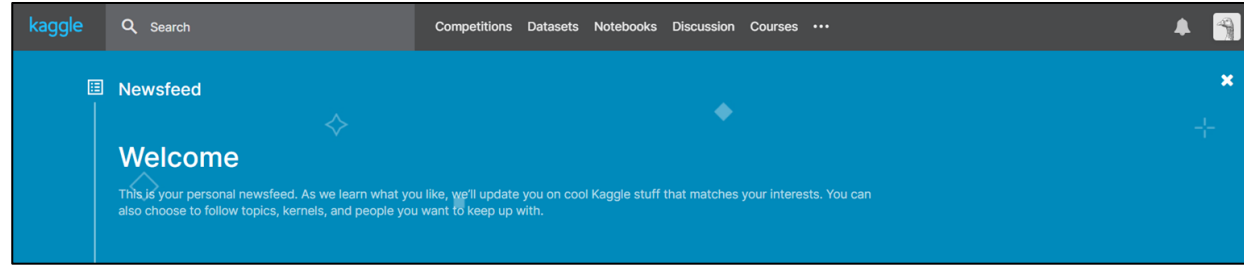 kaggle
Search
Competitions Datasets Notebooks Discussion Courses •••
Newsfeed
Welcome
This is your personal newsfeed. As we learn what you like, we'll update you on cool Kaggle stuff that matches your interests. You can
also choose to follow topics, kernels, and people you want to keep up with.